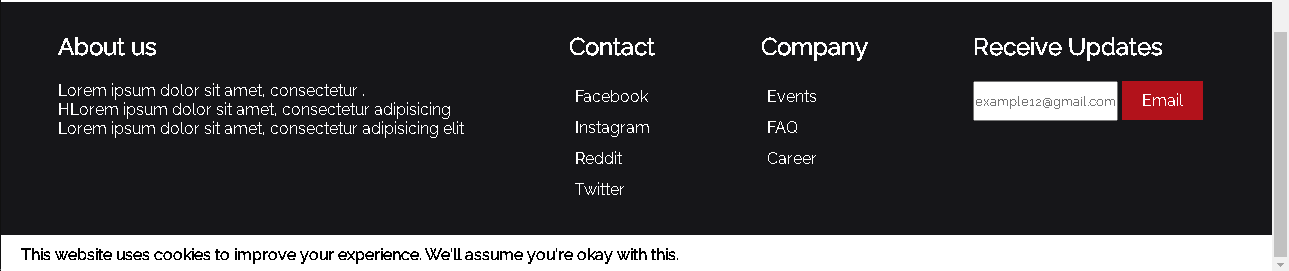 About us
Lorem ipsum dolor sit amet, consectetur .
HLorem ipsum dolor sit amet, consectetur adipisicing
Lorem ipsum dolor sit amet, consectetur adipisicing elit
Contact
Facebook
Instagram
Reddit
Twitter
Company
Events
FAQ
Career
Receive Updates
example12@gmail.com
Email
This website uses cookies to improve your experience. We'll assume you're okay with this.